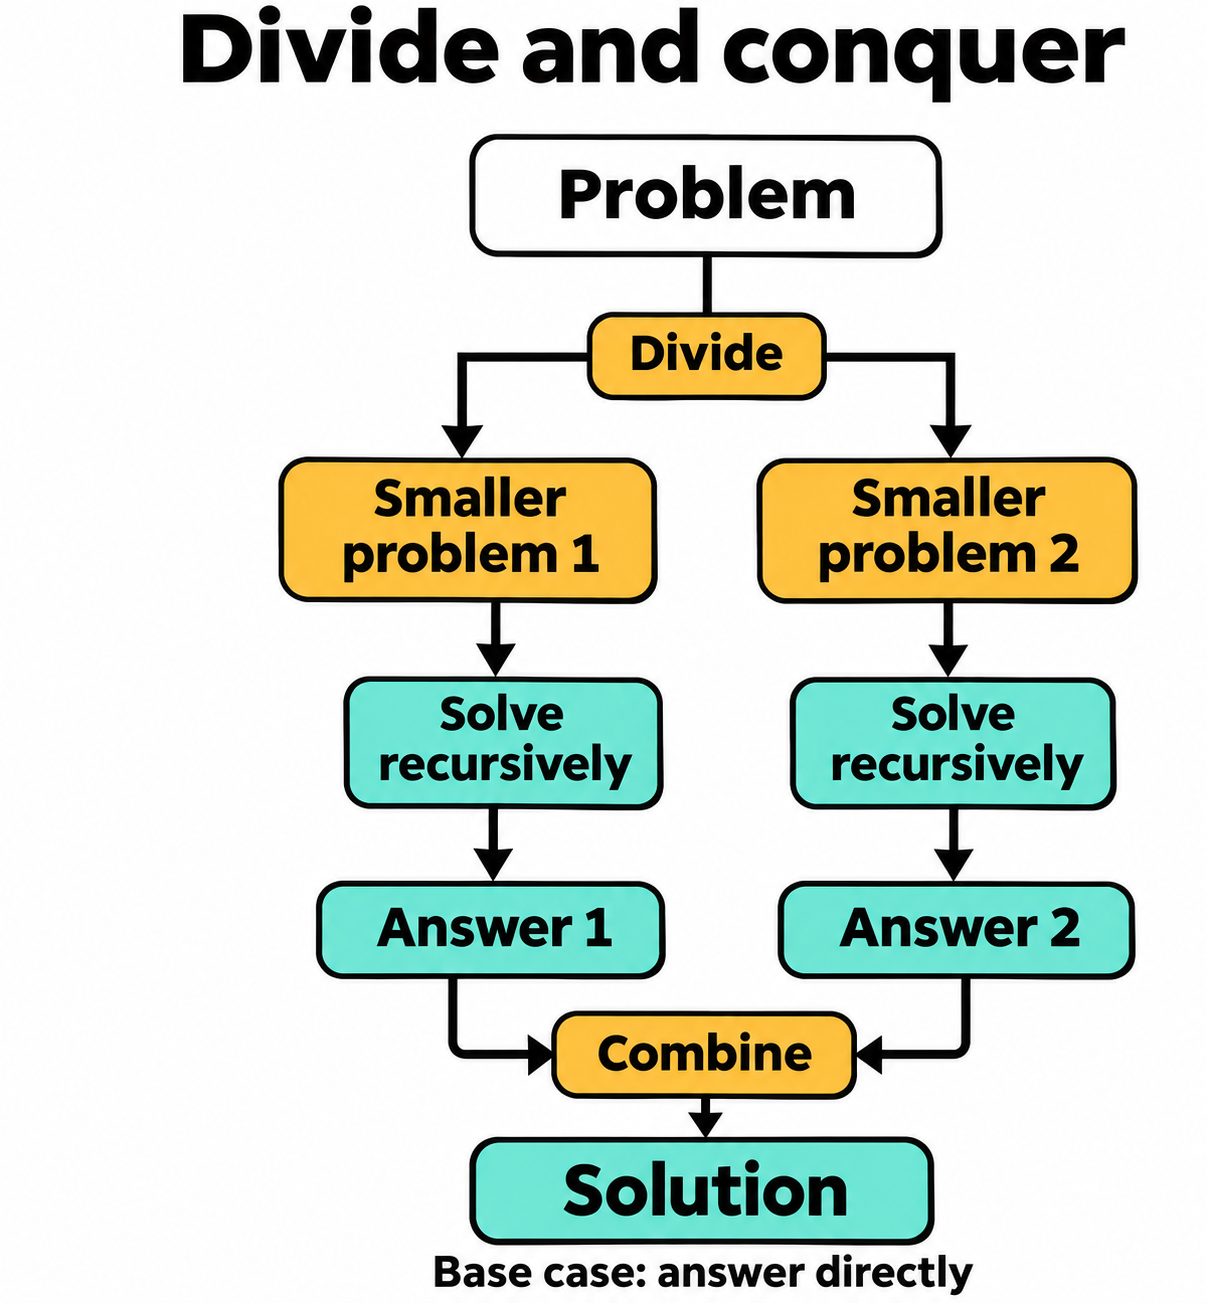 Divide and conquer
Problem
Divide
Smaller
problem 1
Smaller
problem 2
Solve
recursively
Solve
recursively
Answer 1
Answer 2
Combine
Solution
Base case: answer directly